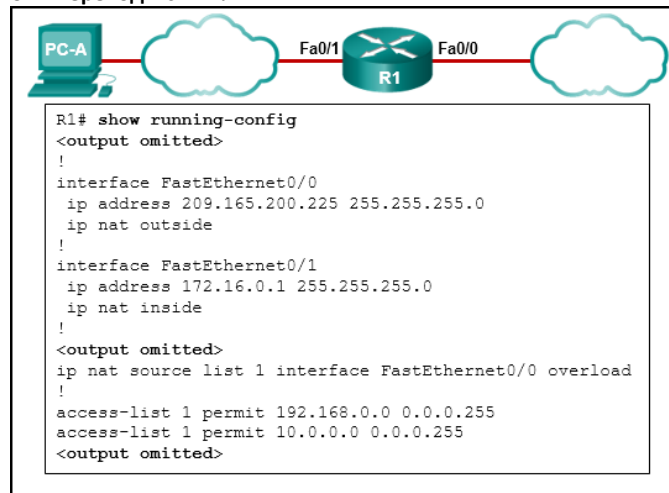 PC-A
Fa0/1
Fa0/0
R1
R1# show running-config
<output omitted>
!
interface FastEthernet0/0
 ip address 209.165.200.225 255.255.255.0
 ip nat outside
!
interface FastEthernet0/1
 ip address 172.16.0.1 255.255.255.0
 ip nat inside
!
<output omitted>
ip nat source list 1 interface FastEthernet0/0 overload
!
access-list 1 permit 192.168.0.0 0.0.0.255
access-list 1 permit 10.0.0.0 0.0.0.255
<output omitted>